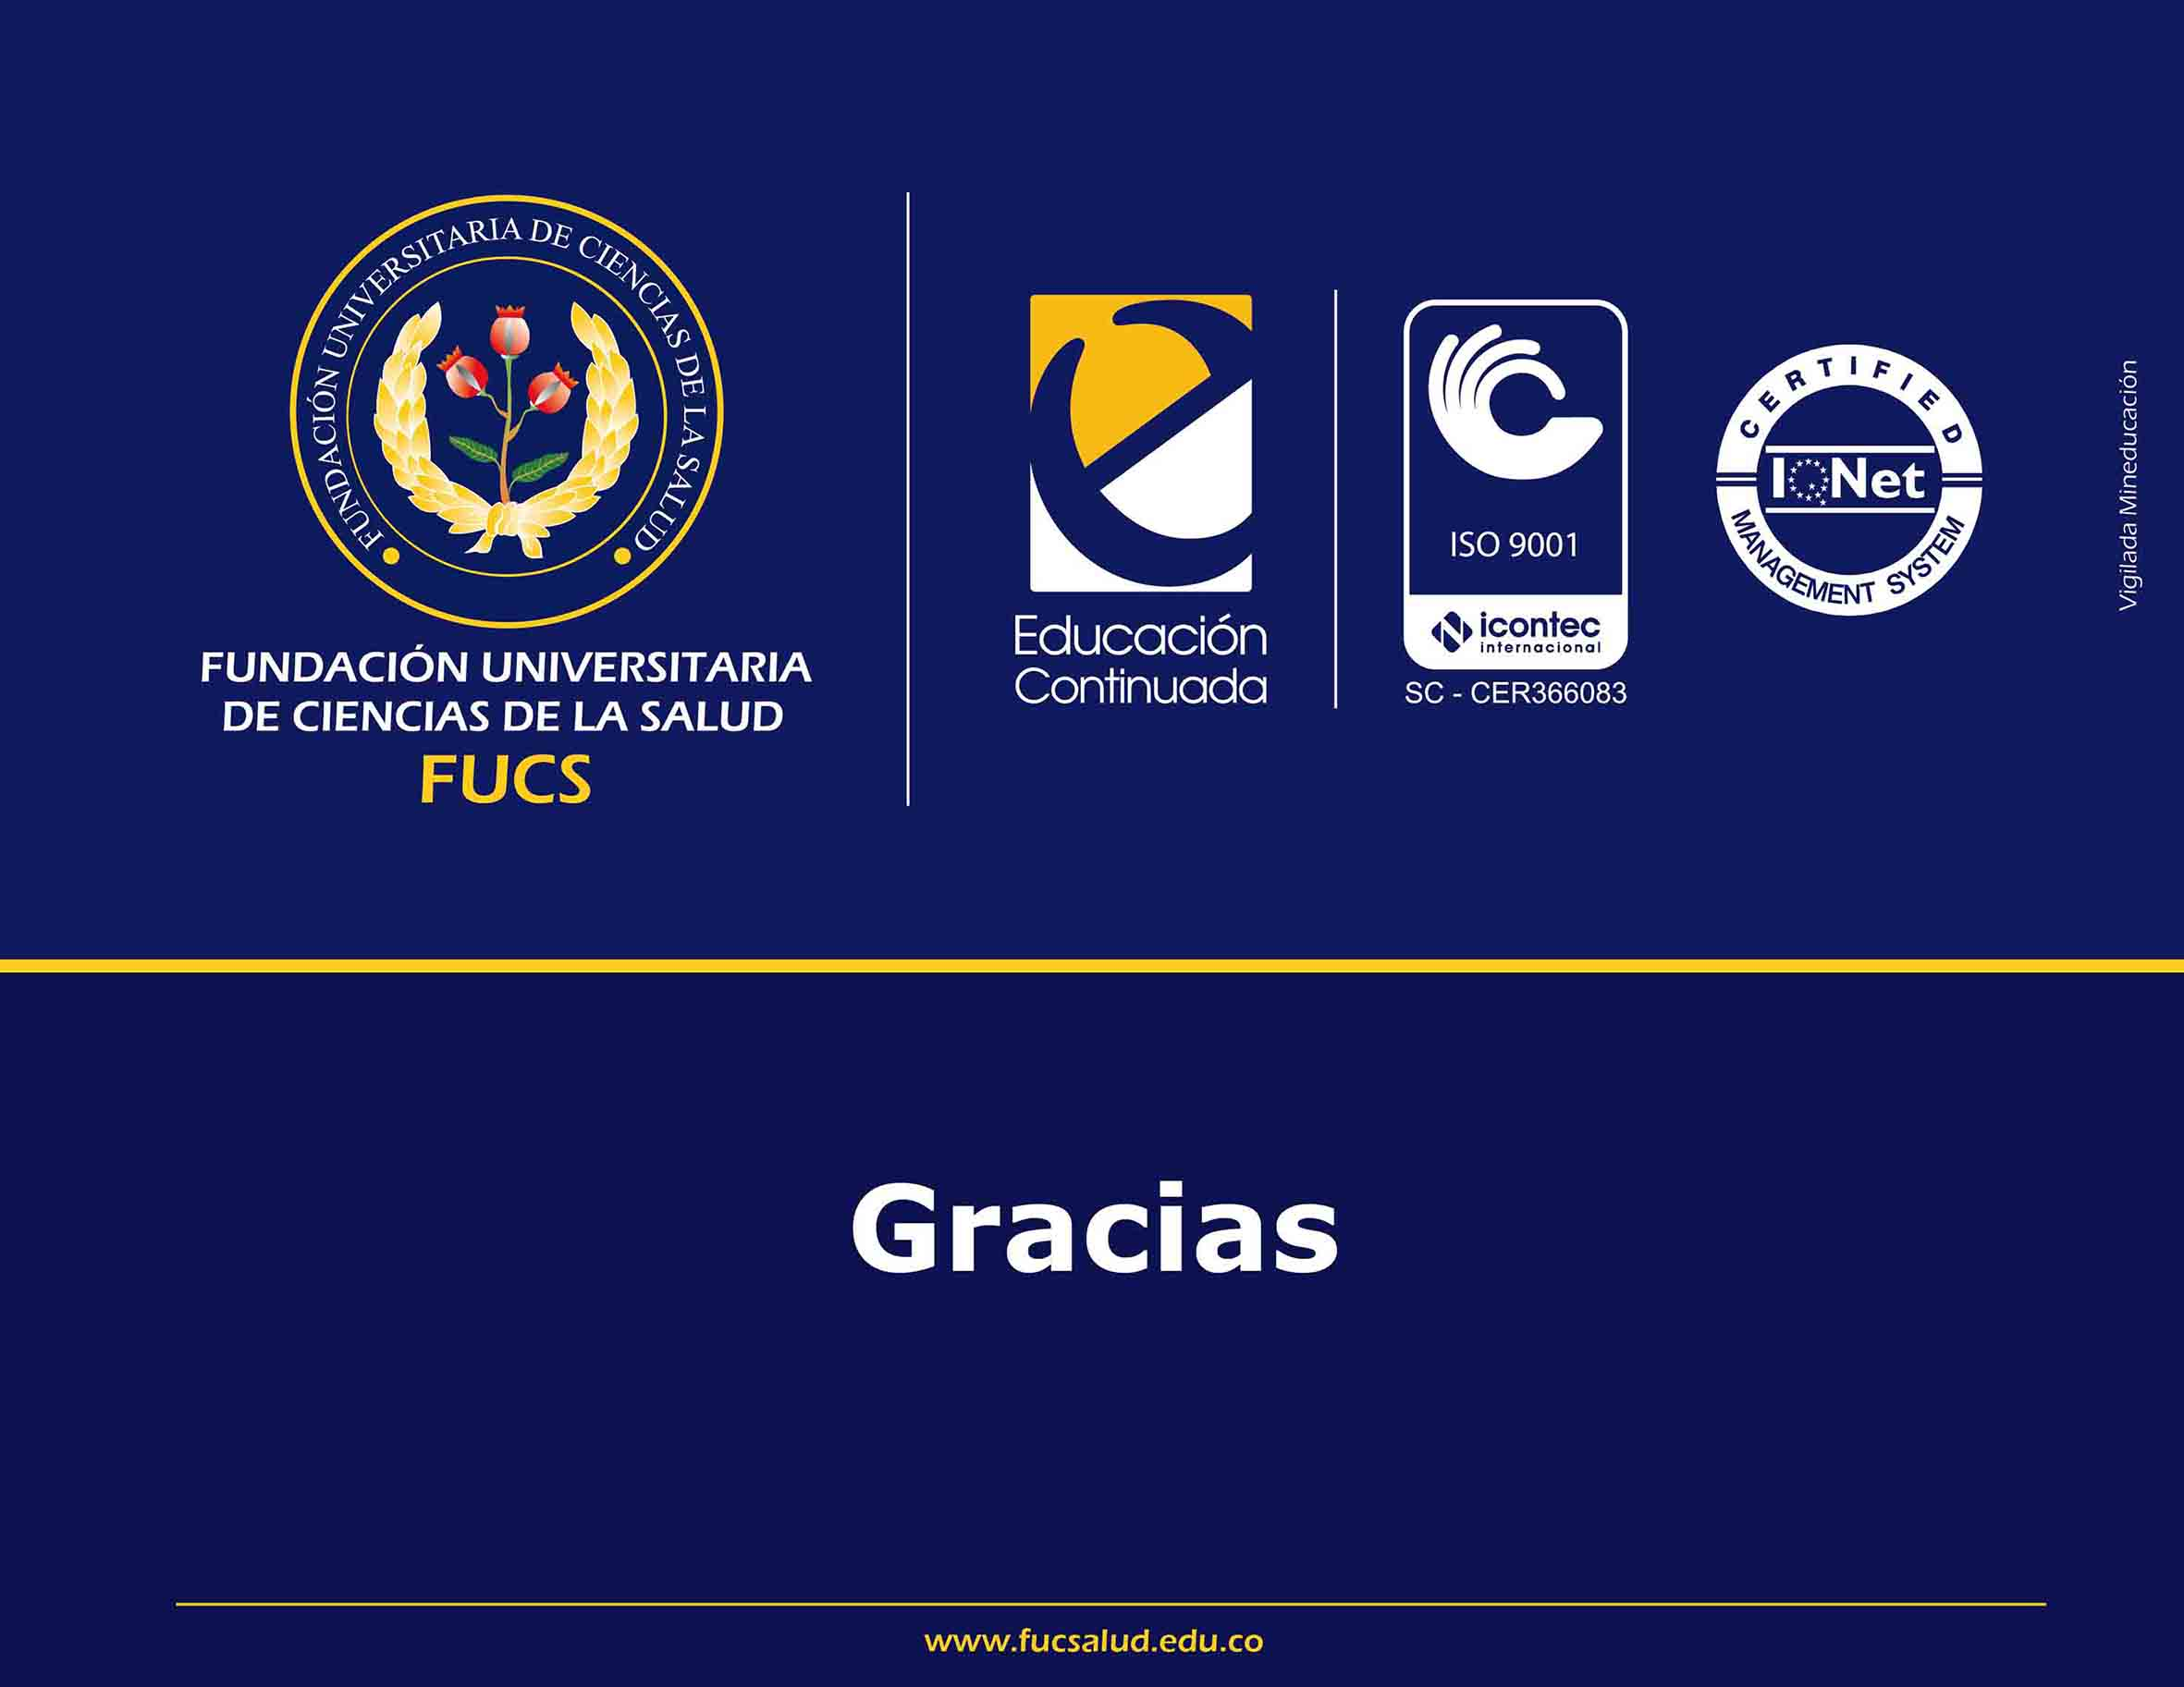 FUNDACIÓN UNIVERSITARIA DE CIENCIAS DE LA SALUD
FUNDACIÓN UNIVERSITARIA
DE CIENCIAS DE LA SALUD
FUCS
Educación
Continuada
ISO 9001
icontec
internacional
SC - CER366083
CERTIFIED
IQNet
MANAGEMENT SYSTEM
Vigilada Mineducación
Gracias
www.fucsalud.edu.co